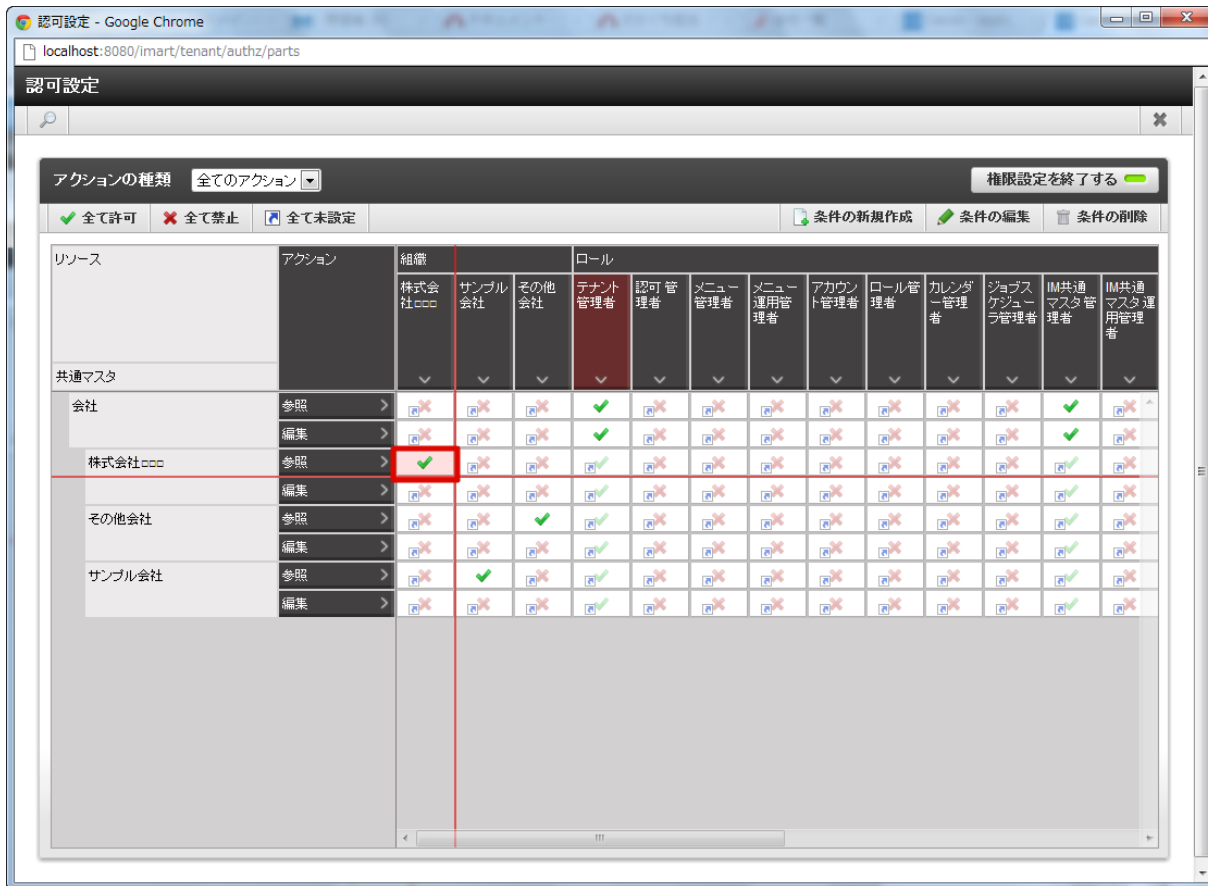 認可設定 - Google Chrome
localhost:8080/imart/tenant/authz/parts
認可設定
アクションの種類 全てのアクション 権限設定を終了する
全て許可 全て禁止 全て未設定 条件の新規作成 条件の編集 条件の削除
リソース アクション 組織 ロール
株式会社□□□ サンプル会社 その他会社 テナント管理者 認可管理者 メニュー管理者 メニュー運用管理者 アカウント管理者 ロール管理者 カレンダー管理者 ジョブスケジューラ管理者 IM共通マスタ管理者 IM共通マスタ運用管理者
共通マスタ
会社 参照
編集
株式会社□□□ 参照
編集
その他会社 参照
編集
サンプル会社 参照
編集